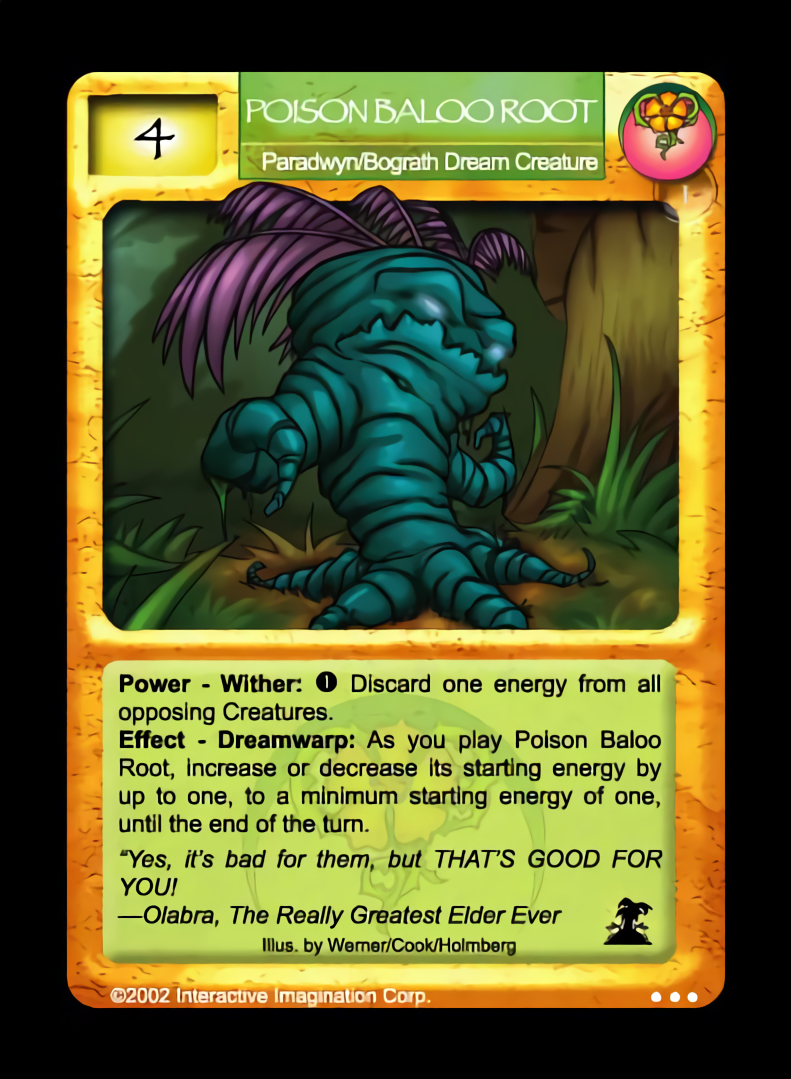 4
POISON BALOO ROOT
Paradwyn/Bograth Dream Creature
1
Power - Wither: ❶ Discard one energy from all
opposing Creatures.
Effect - Dreamwarp: As you play Poison Baloo
Root, increase or decrease its starting energy by
up to one, to a minimum starting energy of one,
until the end of the turn.
"Yes, it's bad for them, but THAT'S GOOD FOR
YOU!
—Olabra, The Really Greatest Elder Ever
Illus. by Werner/Cook/Holmberg
©2002 Interactive Imagination Corp.